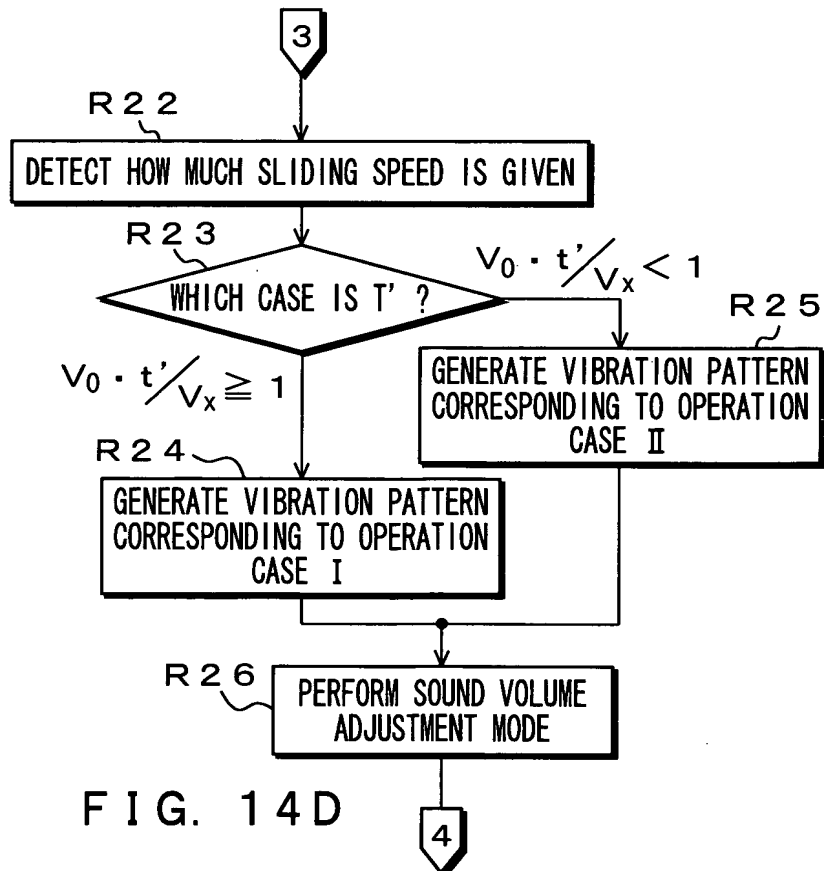 3
R22
DETECT HOW MUCH SLIDING SPEED IS GIVEN
R23
WHICH CASE IS T' ?
V₀ · t'/Vₓ < 1
R25
GENERATE VIBRATION PATTERN
CORRESPONDING TO OPERATION
CASE Ⅱ
V₀ · t'/Vₓ ≧ 1
R24
GENERATE VIBRATION PATTERN
CORRESPONDING TO OPERATION
CASE Ⅰ
R26
PERFORM SOUND VOLUME
ADJUSTMENT MODE
FIG. 14D
4